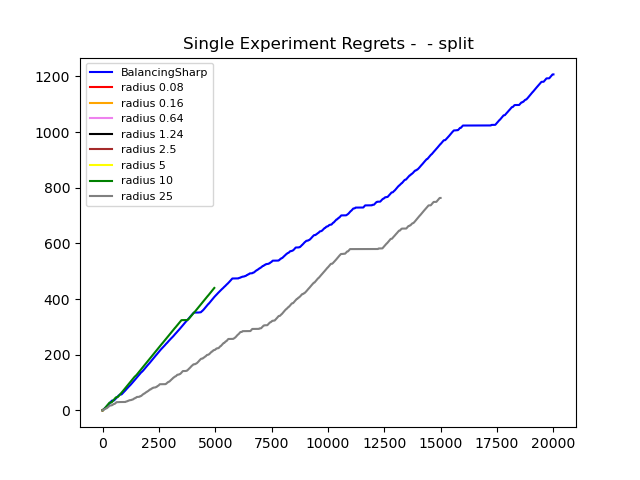 Single Experiment Regrets -  - split
BalancingSharp
radius 0.08
radius 0.16
radius 0.64
radius 1.24
radius 2.5
radius 5
radius 10
radius 25
1200
1000
800
600
400
200
0
0 2500 5000 7500 10000 12500 15000 17500 20000